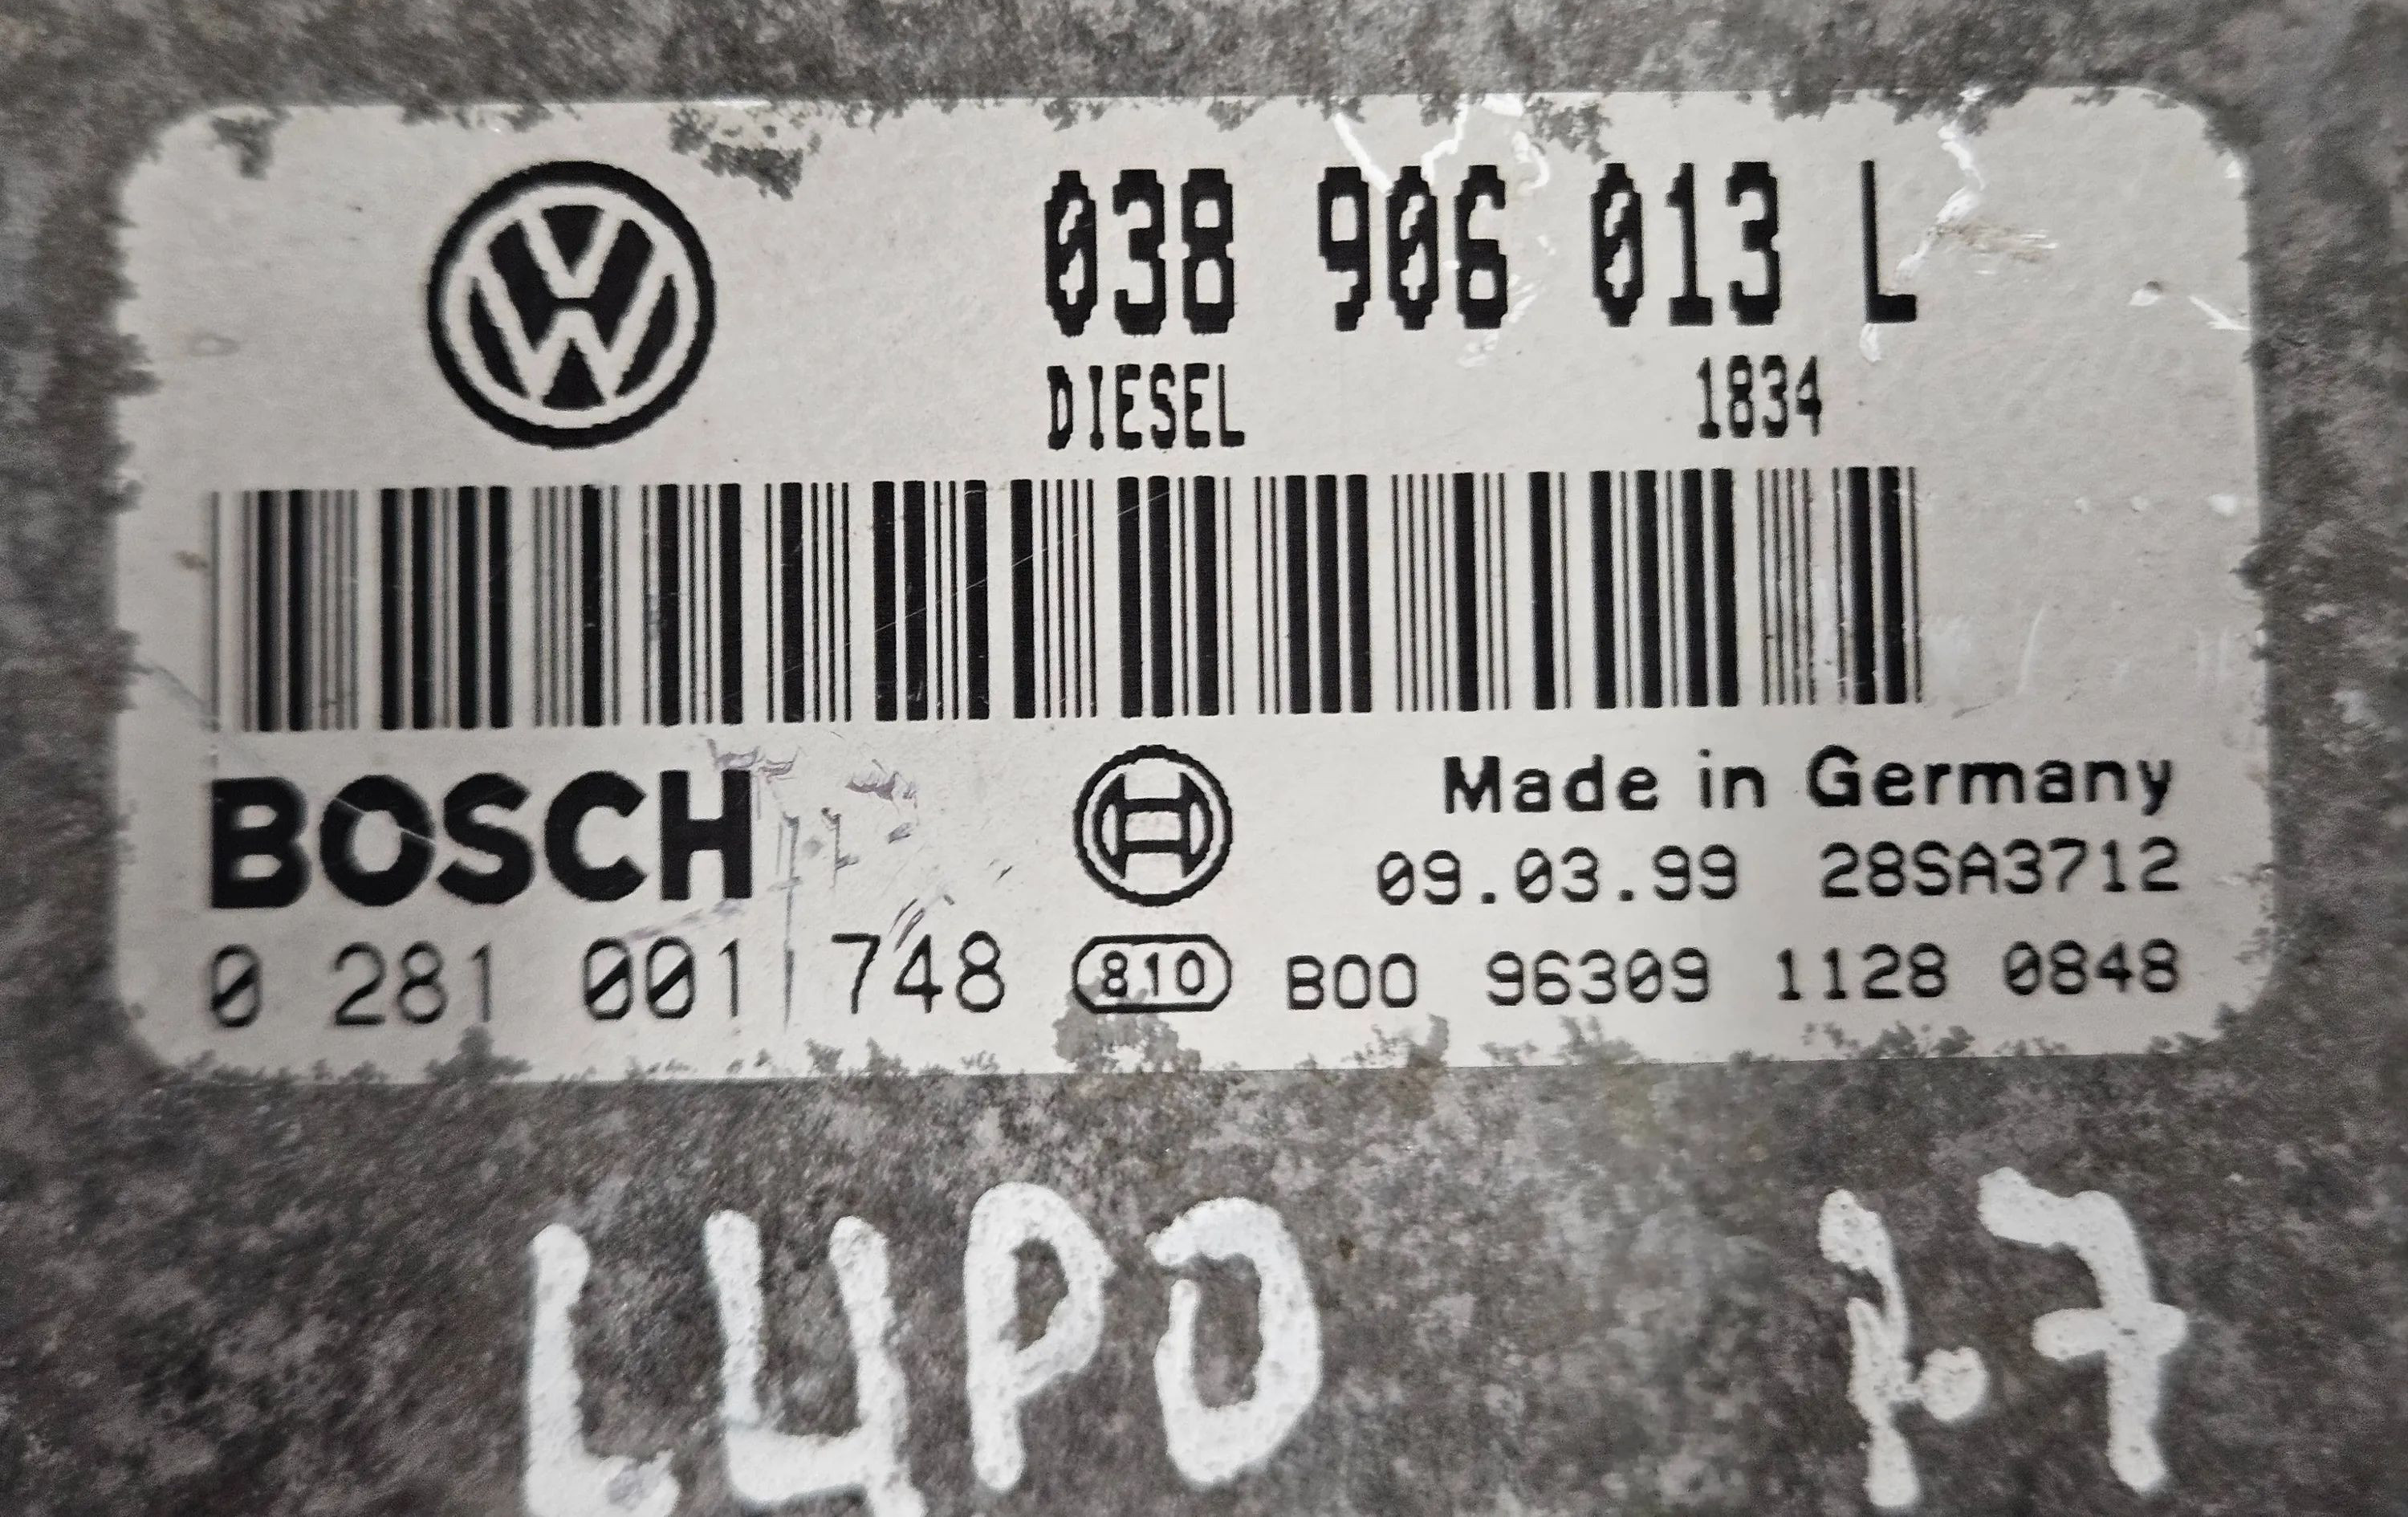 038 906 013 L
DIESEL 1834
BOSCH
Made in Germany
09.03.99 28SA3712
0 281 001 748 810 B00 96309 1128 0848
LUPO 1.7